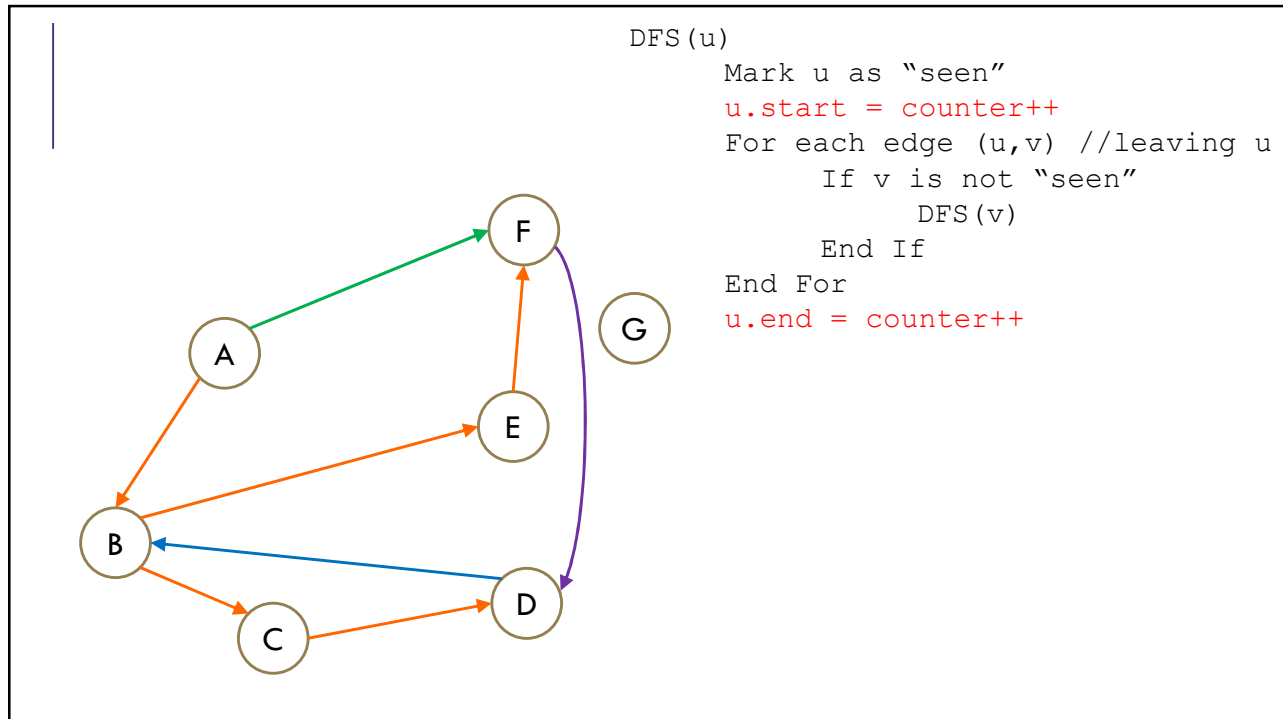 DFS(u)
Mark u as “seen”
u.start = counter++
For each edge (u,v) //leaving u
If v is not “seen”
DFS(v)
End If
End For
u.end = counter++
F
G
A
E
B
D
C